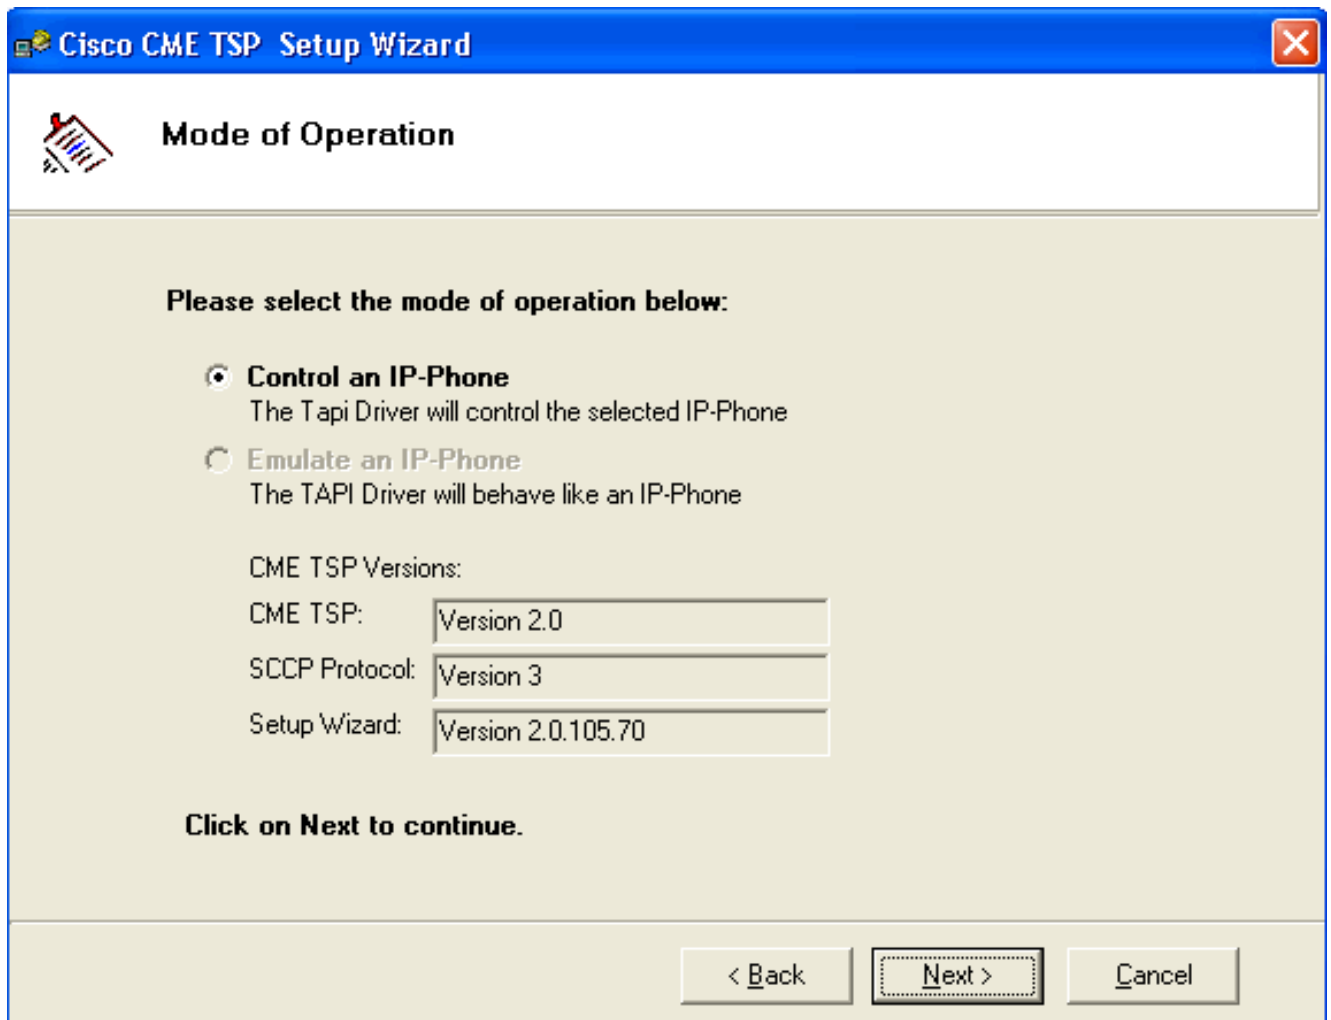 Cisco CME TSP Setup Wizard
Mode of Operation
Please select the mode of operation below:
Control an IP-Phone
The Tapi Driver will control the selected IP-Phone
Emulate an IP-Phone
The TAPI Driver will behave like an IP-Phone
CME TSP Versions:
CME TSP: Version 2.0
SCCP Protocol: Version 3
Setup Wizard: Version 2.0.105.70
Click on Next to continue.
< Back Next > Cancel